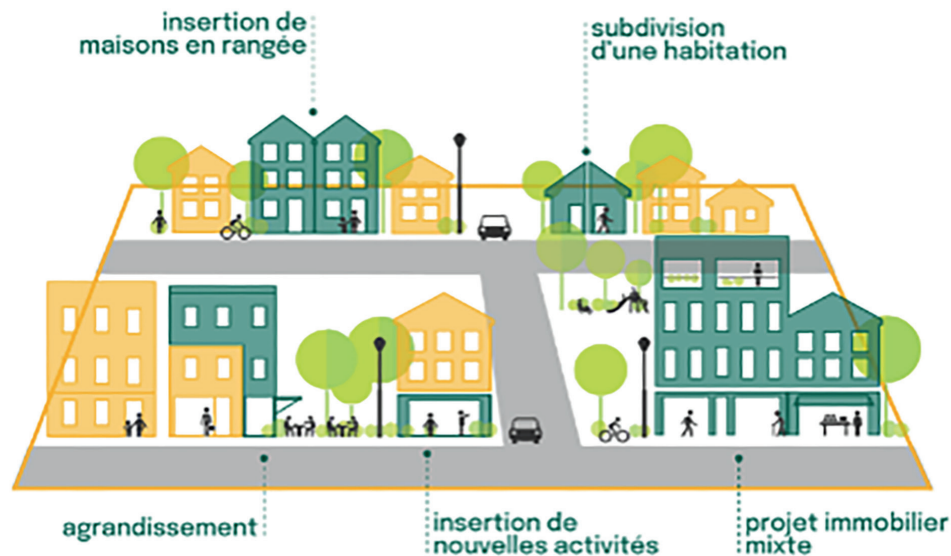 insertion de
maisons en rangée
subdivision
d'une habitation
agrandissement
insertion de
nouvelles activités
projet immobilier
mixte